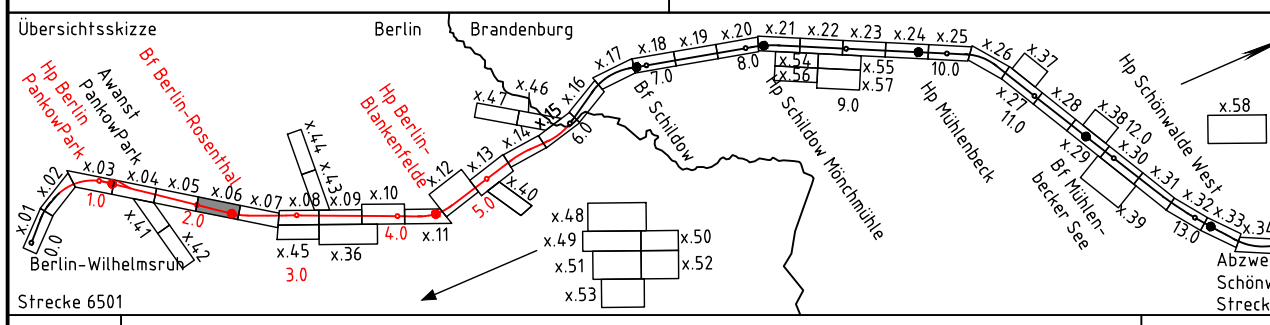 Übersichtsskizze
Berlin
Brandenburg
Hp Berlin
PankowPark
Awanst
PankowPark
Bf Berlin-Rosenthal
Hp Berlin-
Blankenfelde
Bf Schildow
Hp Schildow Mönchmühle
Hp Mühlenbeck
Bf Mühlen-
becker See
Hp Schönwalde West
x.01
x.02
x.03
x.04
x.05
x.06
x.07
x.08
x.09
x.10
x.11
x.12
x.13
x.14
x.15
x.16
x.17
x.18
x.19
x.20
x.21
x.22
x.23
x.24
x.25
x.26
x.27
x.28
x.29
x.30
x.31
x.32
x.33
x.34
x.36
x.37
x.38
x.39
x.40
x.41
x.42
x.43
x.44
x.45
x.46
x.47
x.48
x.49
x.50
x.51
x.52
x.53
x.54
x.55
x.56
x.57
x.58
0.0
1.0
2.0
3.0
4.0
5.0
6.0
7.0
8.0
9.0
10.0
11.0
12.0
13.0
Berlin-Wilhelmsruh
Strecke 6501
Abzwe
Schönw
Streck